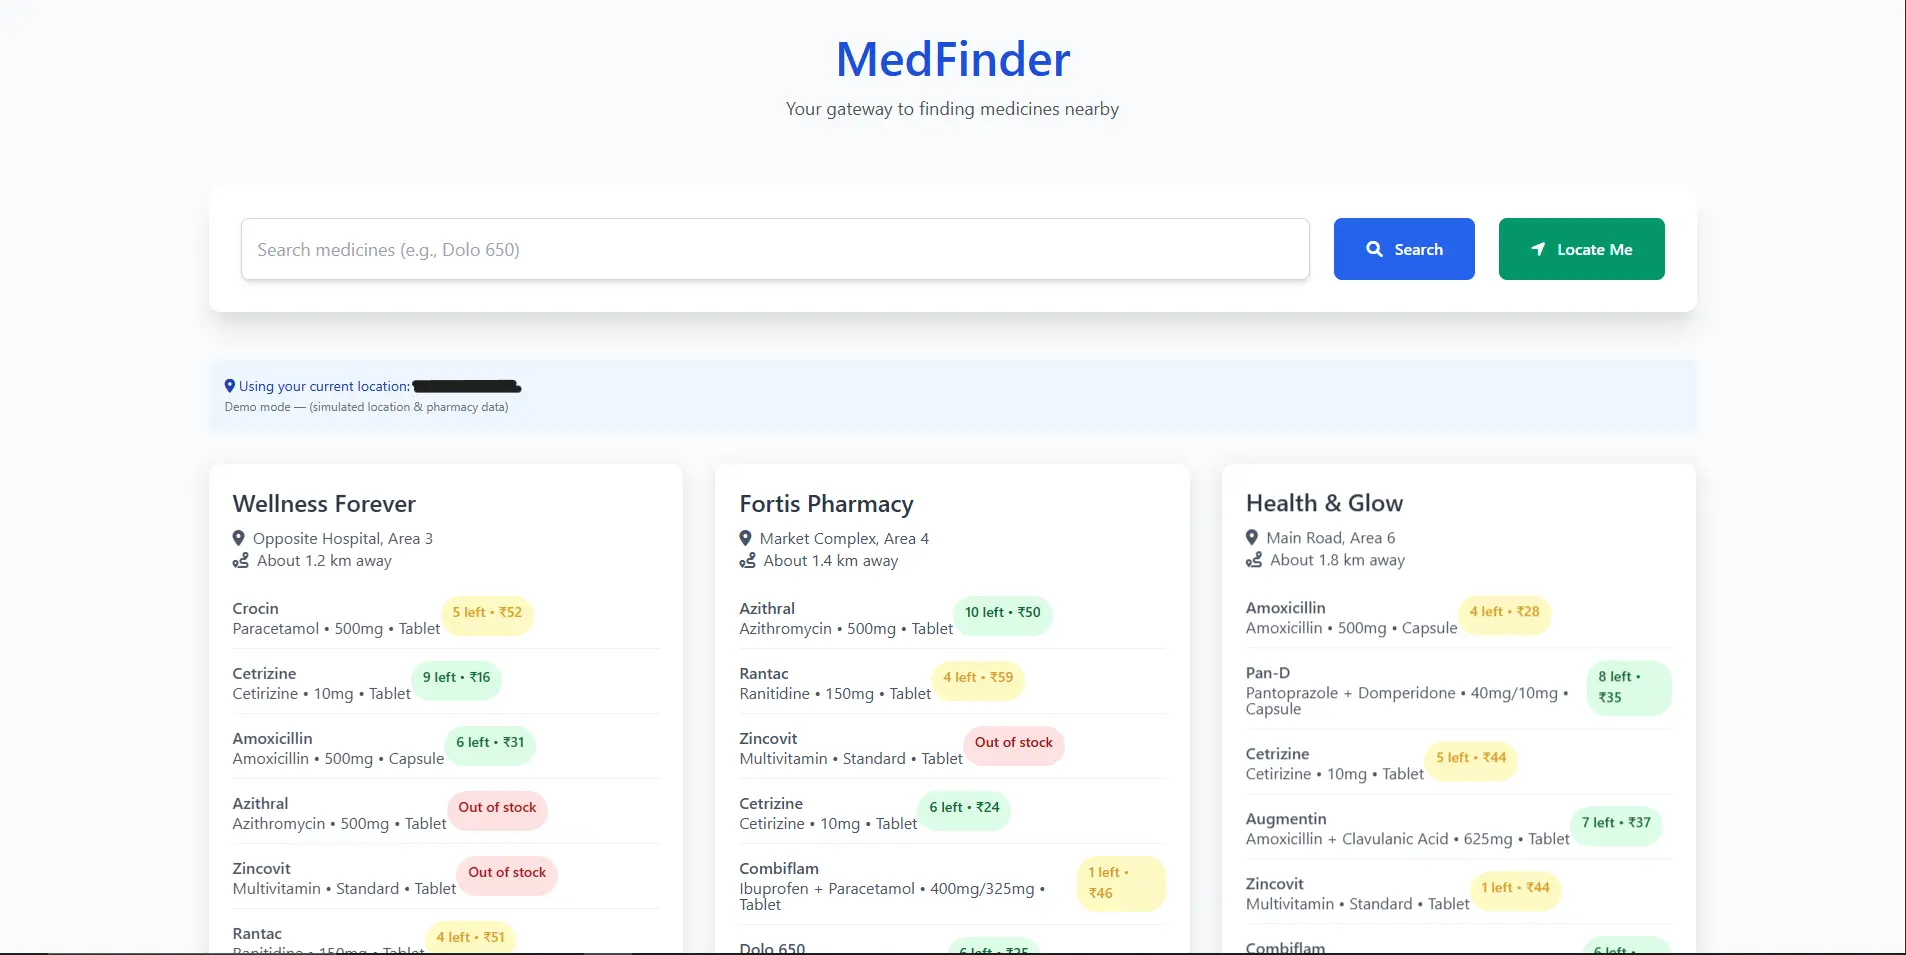 MedFinder
Your gateway to finding medicines nearby
Search medicines (e.g., Dolo 650)
Search
Locate Me
Using your current location:
Demo mode — (simulated location & pharmacy data)
Wellness Forever
Opposite Hospital, Area 3
About 1.2 km away
Crocin
Paracetamol • 500mg • Tablet
5 left • ₹52
Cetrizine
Cetirizine • 10mg • Tablet
9 left • ₹16
Amoxicillin
Amoxicillin • 500mg • Capsule
6 left • ₹31
Azithral
Azithromycin • 500mg • Tablet
Out of stock
Zincovit
Multivitamin • Standard • Tablet
Out of stock
Rantac
Ranitidine • 150mg • Tablet
4 left • ₹51
Fortis Pharmacy
Market Complex, Area 4
About 1.4 km away
Azithral
Azithromycin • 500mg • Tablet
10 left • ₹50
Rantac
Ranitidine • 150mg • Tablet
4 left • ₹59
Zincovit
Multivitamin • Standard • Tablet
Out of stock
Cetrizine
Cetirizine • 10mg • Tablet
6 left • ₹24
Combiflam
Ibuprofen + Paracetamol • 400mg/325mg •
Tablet
1 left •
₹46
Dolo 650
6 left • ₹25
Health & Glow
Main Road, Area 6
About 1.8 km away
Amoxicillin
Amoxicillin • 500mg • Capsule
4 left • ₹28
Pan-D
Pantoprazole + Domperidone • 40mg/10mg •
Capsule
8 left •
₹35
Cetrizine
Cetirizine • 10mg • Tablet
5 left • ₹44
Augmentin
Amoxicillin + Clavulanic Acid • 625mg • Tablet
7 left • ₹37
Zincovit
Multivitamin • Standard • Tablet
1 left • ₹44
Combiflam
6 left •